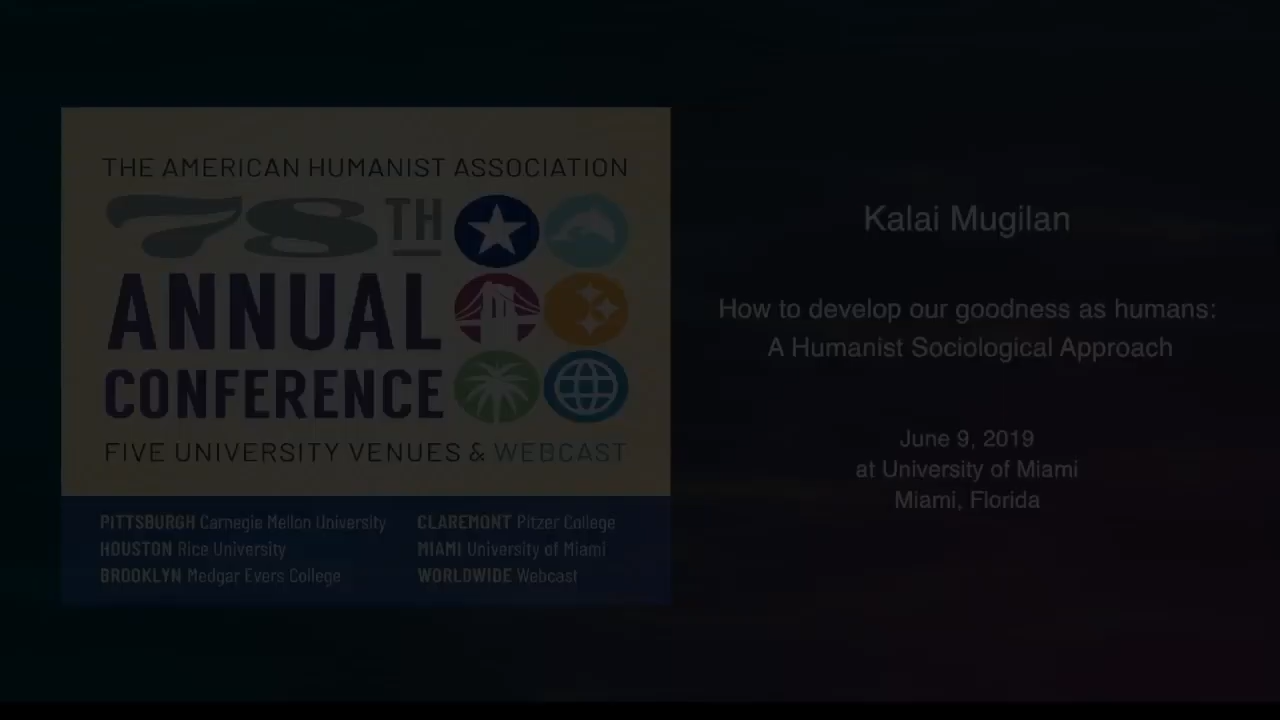 THE AMERICAN HUMANIST ASSOCIATION
78TH
ANNUAL
CONFERENCE
FIVE UNIVERSITY VENUES & WEBCAST
PITTSBURGH Carnegie Mellon University
HOUSTON Rice University
BROOKLYN Medgar Evers College
CLAREMONT Pitzer College
MIAMI University of Miami
WORLDWIDE Webcast
Kalai Mugilan
How to develop our goodness as humans:
A Humanist Sociological Approach
June 9, 2019
at University of Miami
Miami, Florida